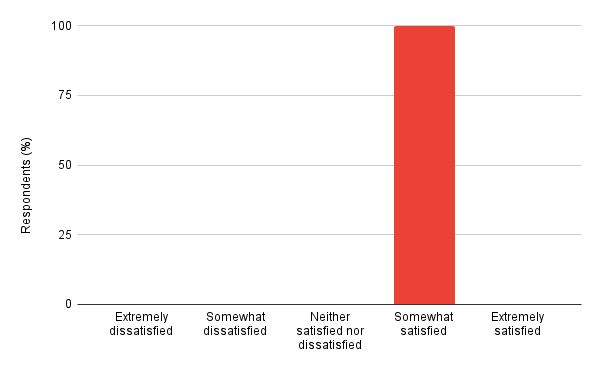 100
75
50
25
0
Respondents (%)
Extremely
dissatisfied
Somewhat
dissatisfied
Neither
satisfied nor
dissatisfied
Somewhat
satisfied
Extremely
satisfied